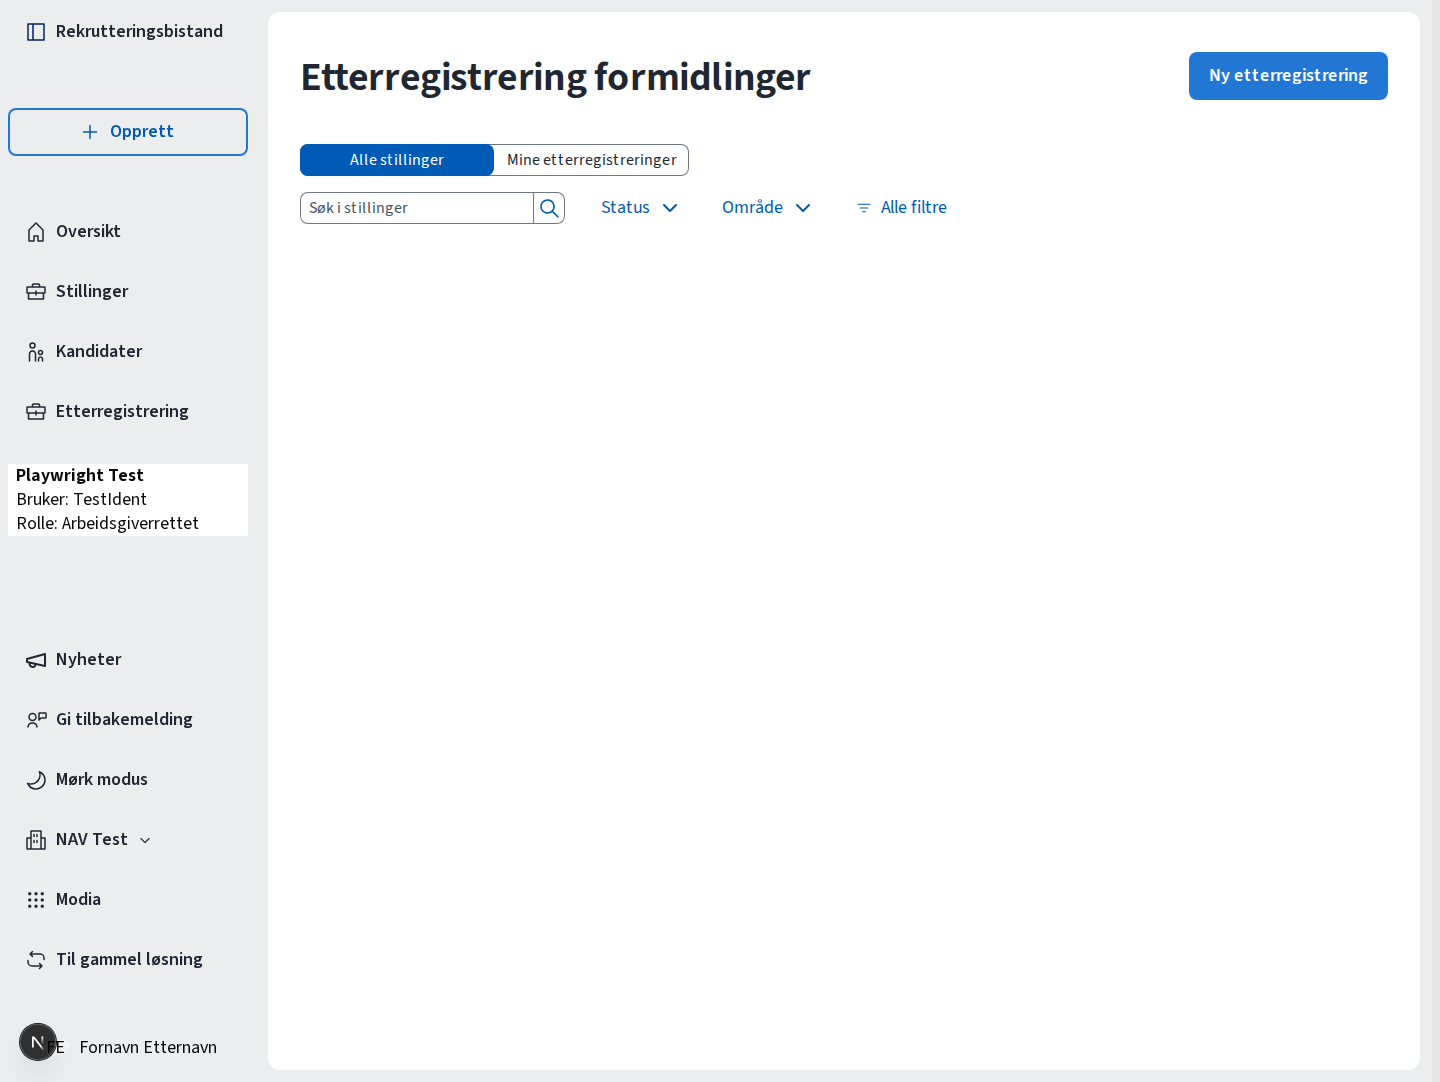 Rekrutteringsbistand
Opprett
Oversikt
Stillinger
Kandidater
Etterregistrering
Playwright Test
Bruker: TestIdent
Rolle: Arbeidsgiverrettet
Nyheter
Gi tilbakemelding
Mørk modus
NAV Test
Modia
Til gammel løsning
N
FE Fornavn Etternavn
Etterregistrering formidlinger
Ny etterregistrering
Alle stillinger Mine etterregistreringer
Søk i stillinger Status Område Alle filtre